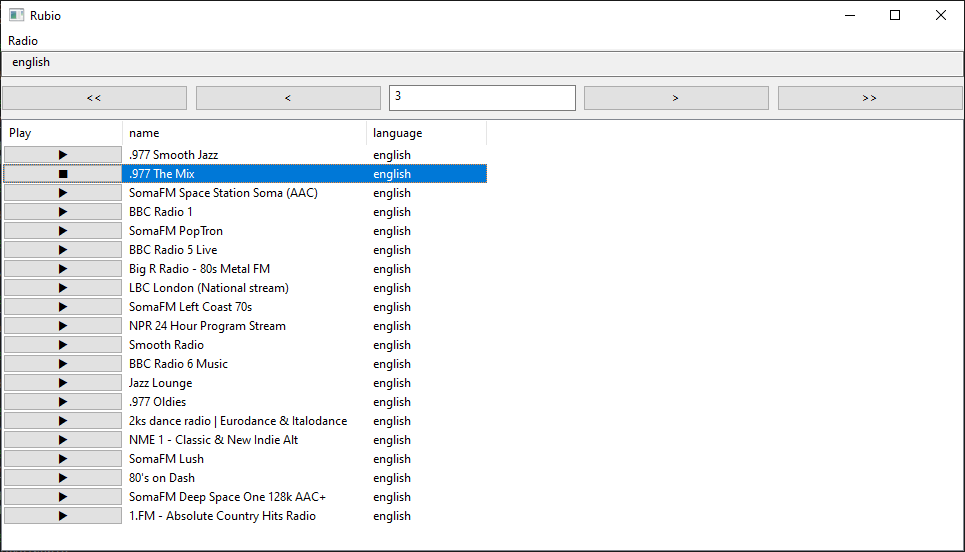 Rubio
Radio
english
<< < 3 > >>
Play name language
▶ .977 Smooth Jazz english
■ .977 The Mix english
▶ SomaFM Space Station Soma (AAC) english
▶ BBC Radio 1 english
▶ SomaFM PopTron english
▶ BBC Radio 5 Live english
▶ Big R Radio - 80s Metal FM english
▶ LBC London (National stream) english
▶ SomaFM Left Coast 70s english
▶ NPR 24 Hour Program Stream english
▶ Smooth Radio english
▶ BBC Radio 6 Music english
▶ Jazz Lounge english
▶ .977 Oldies english
▶ 2ks dance radio | Eurodance & Italodance english
▶ NME 1 - Classic & New Indie Alt english
▶ SomaFM Lush english
▶ 80's on Dash english
▶ SomaFM Deep Space One 128k AAC+ english
▶ 1.FM - Absolute Country Hits Radio english